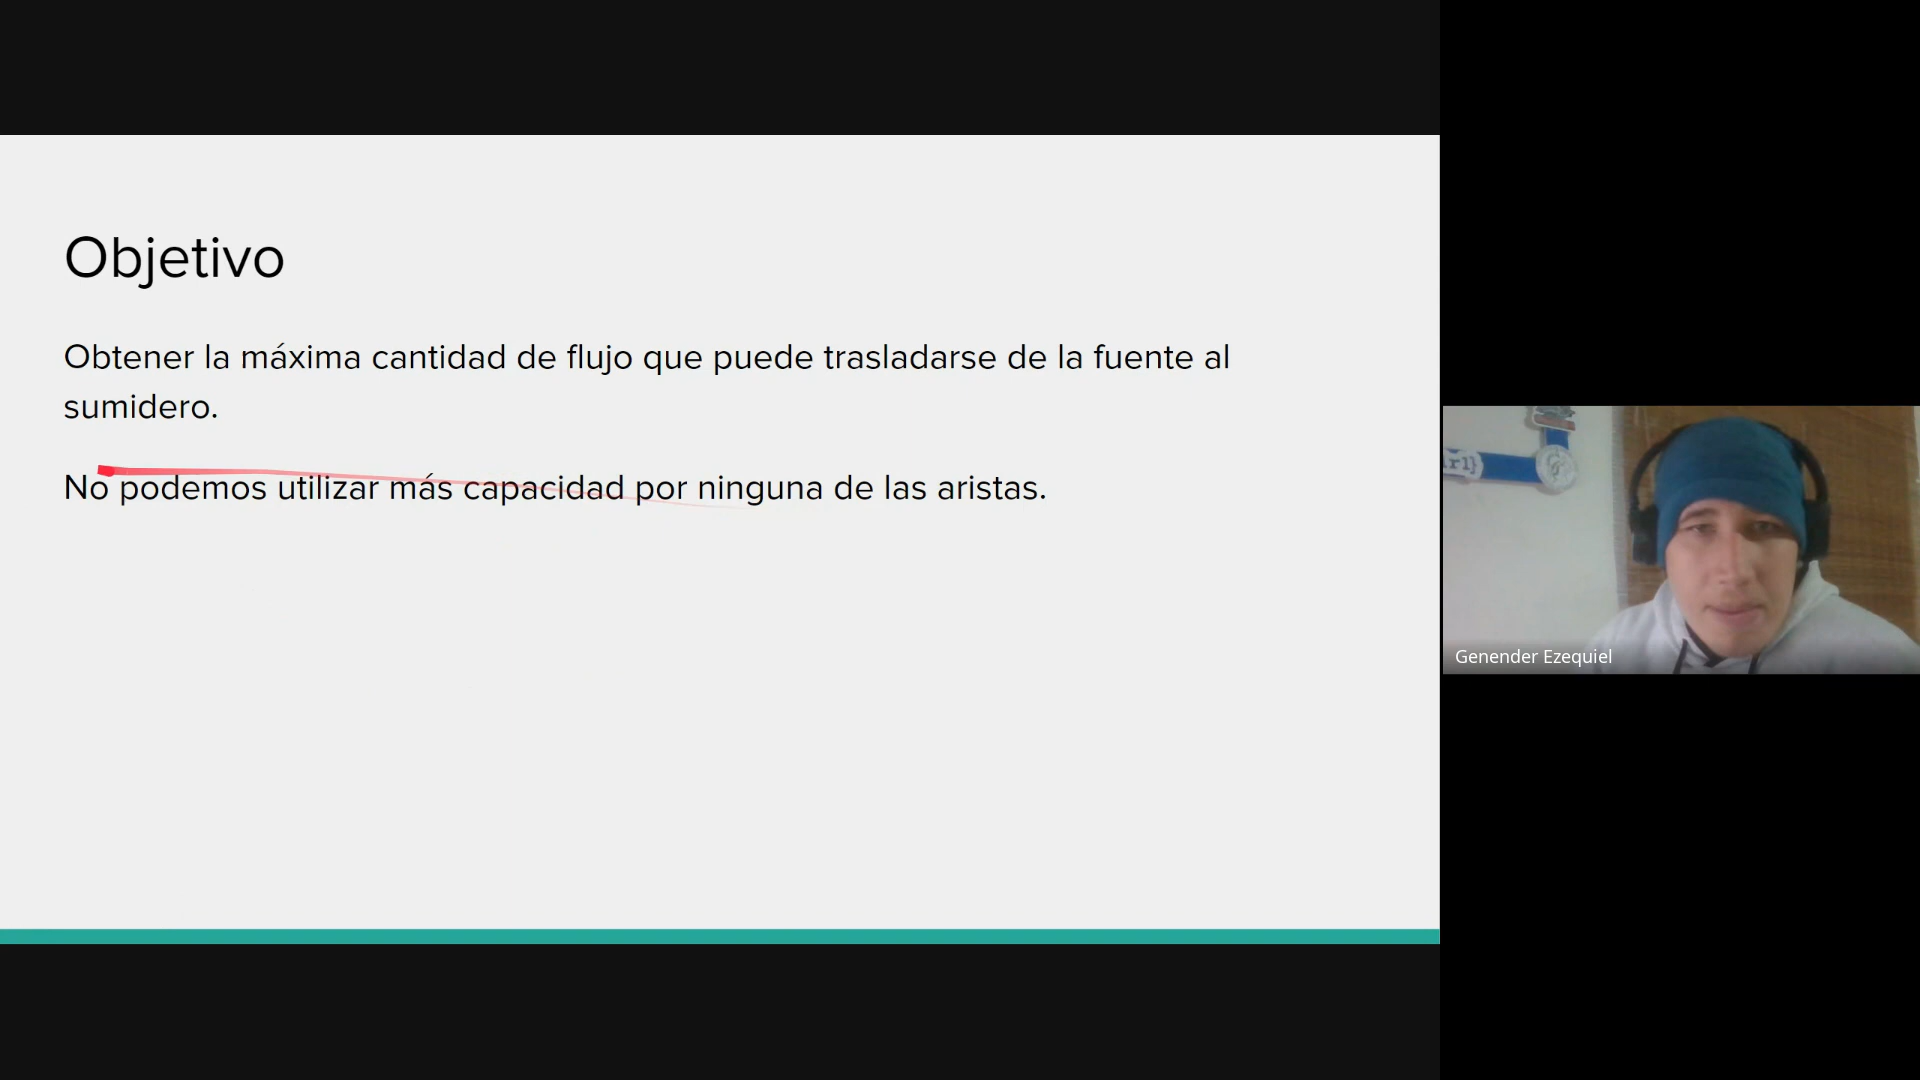 Objetivo
Obtener la máxima cantidad de flujo que puede trasladarse de la fuente al
sumidero.
No podemos utilizar más capacidad por ninguna de las aristas.
Genender Ezequiel